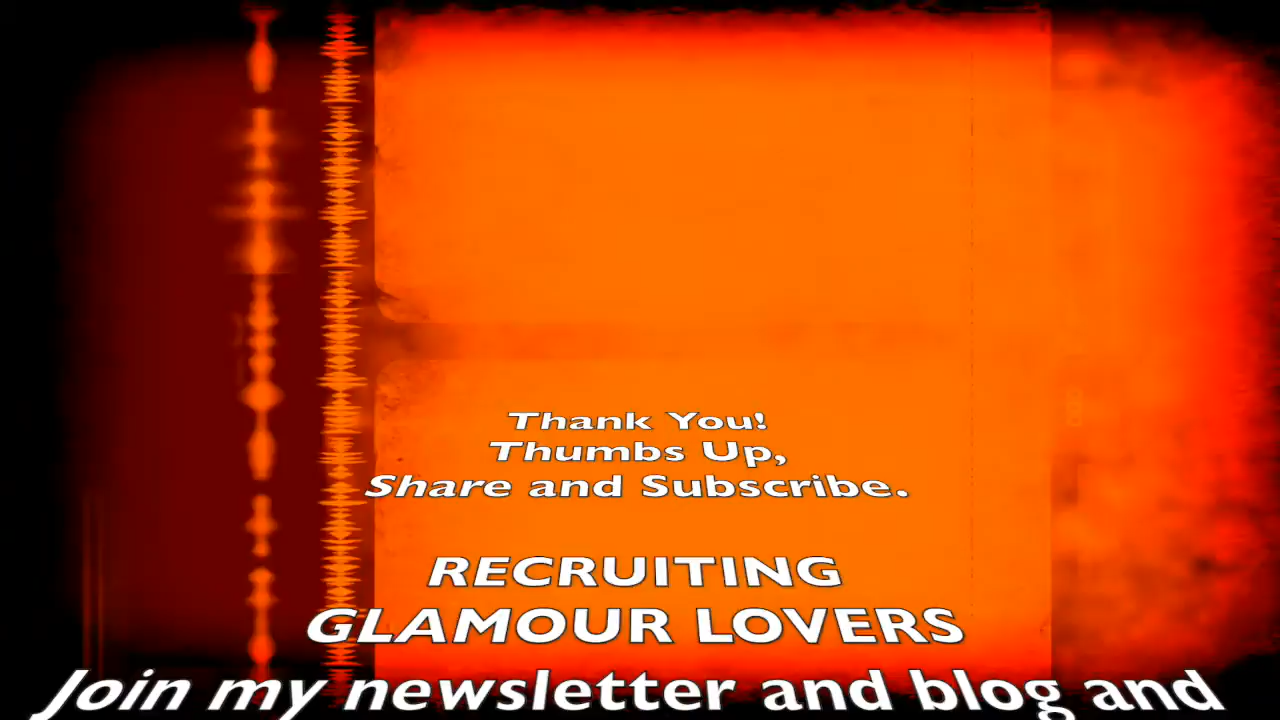 Thank You!
Thumbs Up,
Share and Subscribe.
RECRUITING
GLAMOUR LOVERS
Join my newsletter and blog and